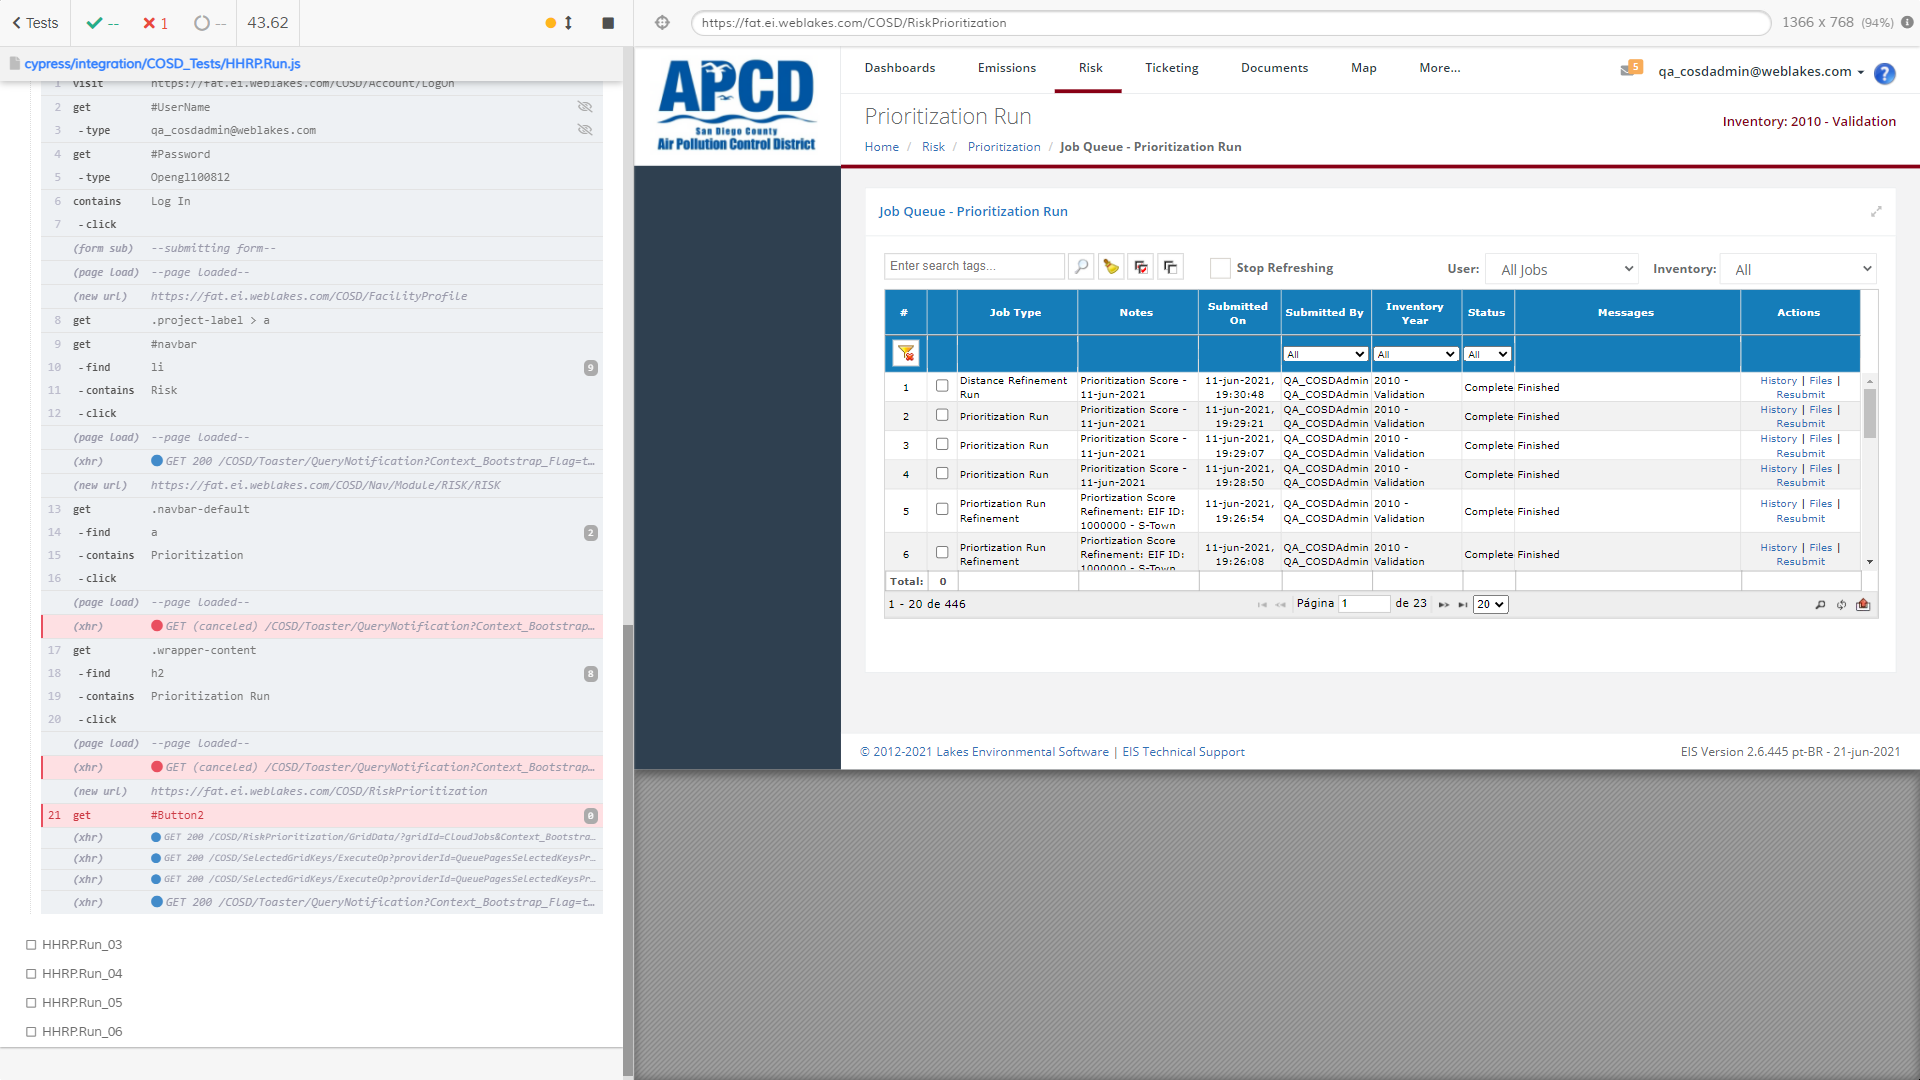 Tests
--
1
--
43.62
cypress/integration/COSD_Tests/HHRP.Run.js
1 visit https://fat.ei.weblakes.com/COSD/Account/LogOn
2 get #UserName
3 -type qa_cosdadmin@weblakes.com
4 get #Password
5 -type Opengl100812
6 contains Log In
7 -click
(form sub) --submitting form--
(page load) --page loaded--
(new url) https://fat.ei.weblakes.com/COSD/FacilityProfile
8 get .project-label > a
9 get #navbar
10 -find li 9
11 -contains Risk
12 -click
(page load) --page loaded--
(xhr) GET 200 /COSD/Toaster/QueryNotification?Context_Bootstrap_Flag=t...
(new url) https://fat.ei.weblakes.com/COSD/Nav/Module/RISK/RISK
13 get .navbar-default
14 -find a 2
15 -contains Prioritization
16 -click
(page load) --page loaded--
(xhr) GET (canceled) /COSD/Toaster/QueryNotification?Context_Bootstrap...
17 get .wrapper-content
18 -find h2 8
19 -contains Prioritization Run
20 -click
(page load) --page loaded--
(xhr) GET (canceled) /COSD/Toaster/QueryNotification?Context_Bootstrap...
(new url) https://fat.ei.weblakes.com/COSD/RiskPrioritization
21 get #Button2 0
(xhr) GET 200 /COSD/RiskPrioritization/GridData/?gridId=CloudJobs&Context_Bootstra...
(xhr) GET 200 /COSD/SelectedGridKeys/ExecuteOp?providerId=QueuePagesSelectedKeysPr...
(xhr) GET 200 /COSD/SelectedGridKeys/ExecuteOp?providerId=QueuePagesSelectedKeysPr...
(xhr) GET 200 /COSD/Toaster/QueryNotification?Context_Bootstrap_Flag=t...
HHRP.Run_03
HHRP.Run_04
HHRP.Run_05
HHRP.Run_06
https://fat.ei.weblakes.com/COSD/RiskPrioritization
1366 x 768 (94%)
APCD
San Diego County
Air Pollution Control District
Dashboards Emissions Risk Ticketing Documents Map More...
5
qa_cosdadmin@weblakes.com
?
Prioritization Run
Inventory: 2010 - Validation
Home / Risk / Prioritization / Job Queue - Prioritization Run
Job Queue - Prioritization Run
Enter search tags...
Stop Refreshing
User: All Jobs
Inventory: All
# Job Type Notes Submitted On Submitted By Inventory Year Status Messages Actions
All All All
1 Distance Refinement Run Prioritization Score - 11-jun-2021 11-jun-2021, 19:30:48 QA_COSDAdmin QA_COSDAdmin 2010 - Validation Complete Finished History | Files | Resubmit
2 Prioritization Run Prioritization Score - 11-jun-2021 11-jun-2021, 19:29:21 QA_COSDAdmin QA_COSDAdmin 2010 - Validation Complete Finished History | Files | Resubmit
3 Prioritization Run Prioritization Score - 11-jun-2021 11-jun-2021, 19:29:07 QA_COSDAdmin QA_COSDAdmin 2010 - Validation Complete Finished History | Files | Resubmit
4 Prioritization Run Prioritization Score - 11-jun-2021 11-jun-2021, 19:28:50 QA_COSDAdmin QA_COSDAdmin 2010 - Validation Complete Finished History | Files | Resubmit
5 Priortization Run Refinement Priortization Score Refinement: EIF ID: 1000000 - S-Town 11-jun-2021, 19:26:54 QA_COSDAdmin QA_COSDAdmin 2010 - Validation Complete Finished History | Files | Resubmit
6 Priortization Run Refinement Priortization Score Refinement: EIF ID: 1000000 - S-Town 11-jun-2021, 19:26:08 QA_COSDAdmin QA_COSDAdmin 2010 - Validation Complete Finished History | Files | Resubmit
Total: 0
1 - 20 de 446
Página 1 de 23
20
© 2012-2021 Lakes Environmental Software | EIS Technical Support
EIS Version 2.6.445 pt-BR - 21-jun-2021